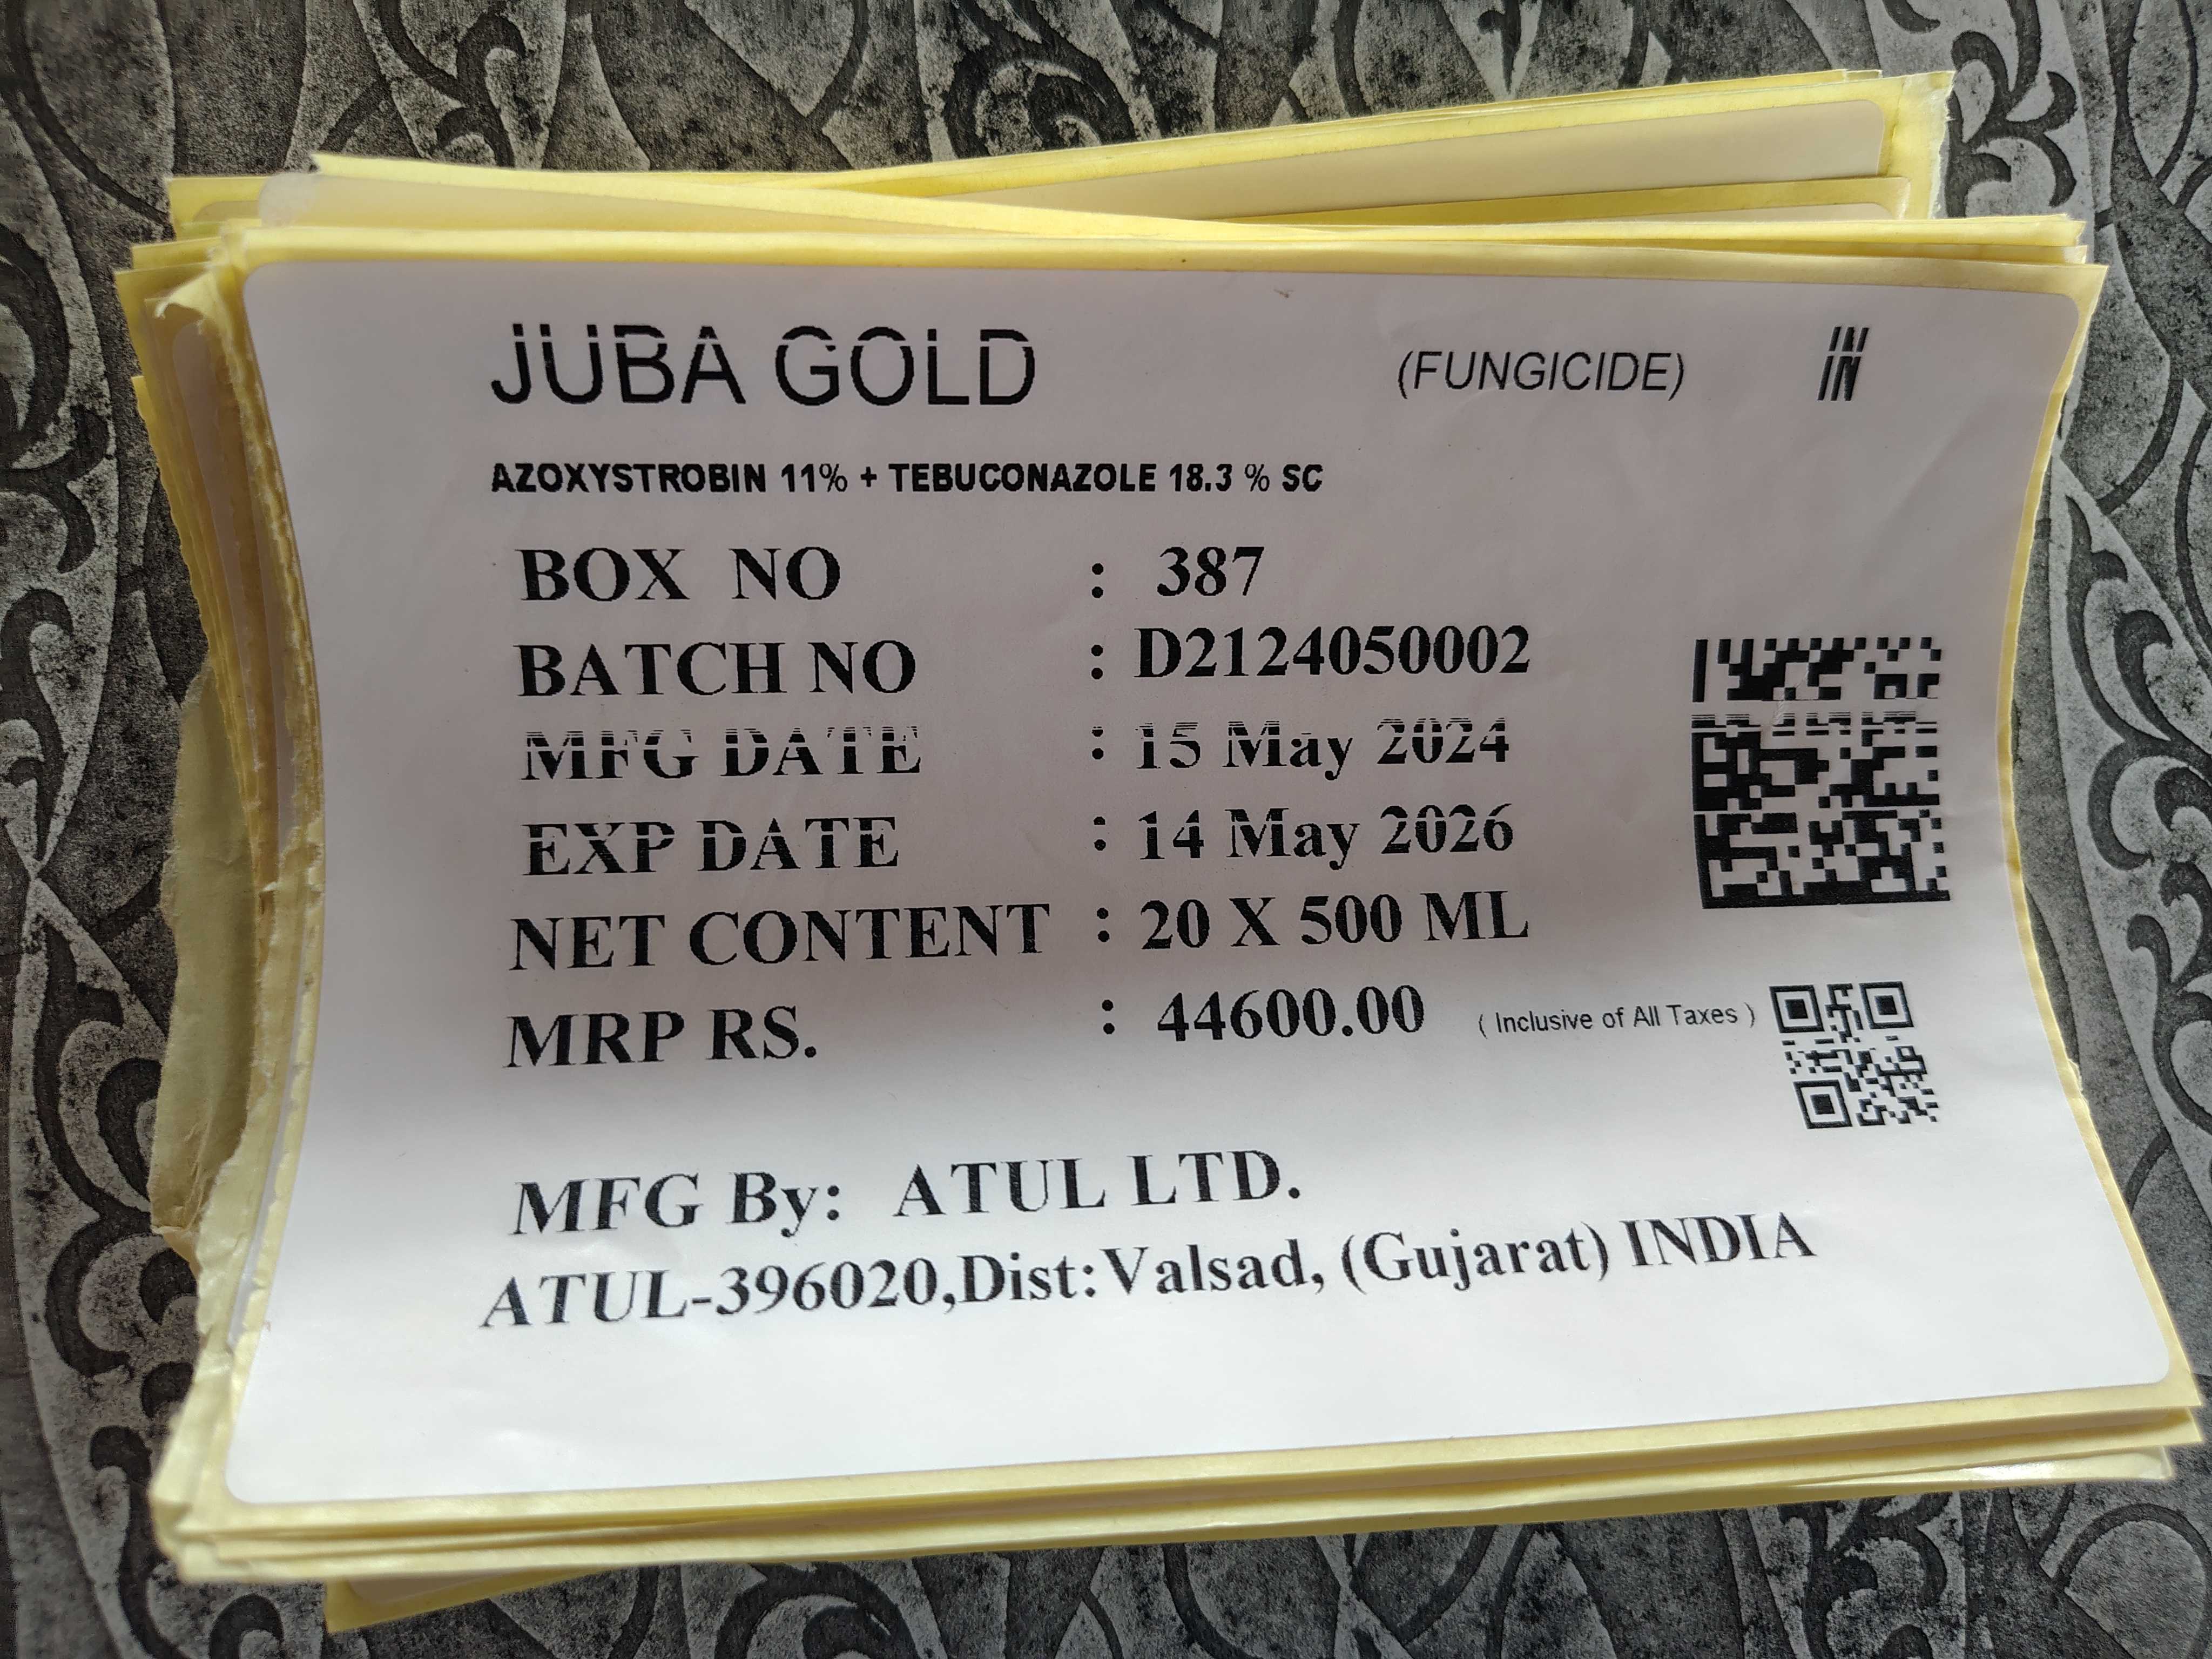 JUBA GOLD (FUNGICIDE) IN
AZOXYSTROBIN 11% + TEBUCONAZOLE 18.3 % SC
BOX NO : 387
BATCH NO : D2124050002
MFG DATE : 15 May 2024
EXP DATE : 14 May 2026
NET CONTENT : 20 X 500 ML
MRP RS. : 44600.00 ( Inclusive of All Taxes )
MFG By: ATUL LTD.
ATUL-396020,Dist:Valsad, (Gujarat) INDIA